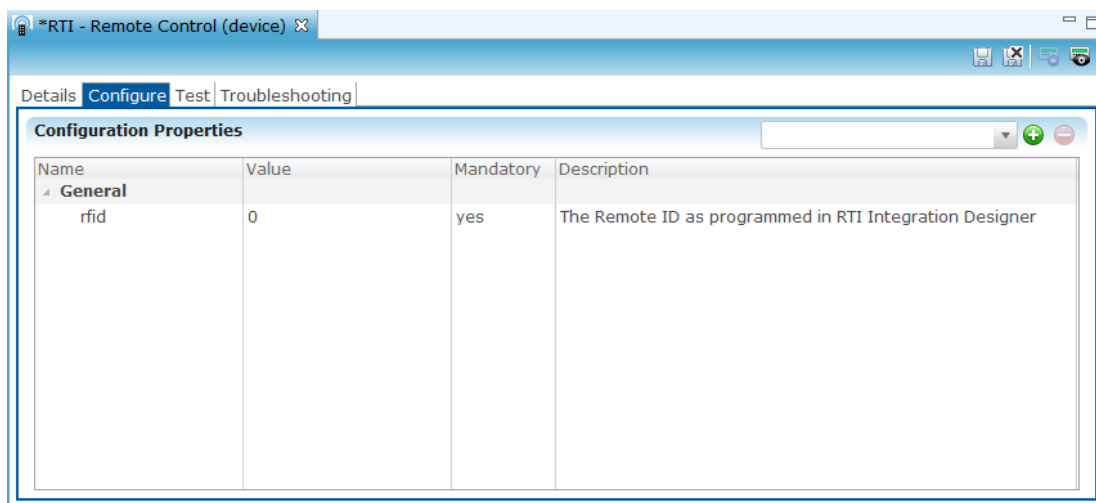 *RTI - Remote Control (device)
Details Configure Test Troubleshooting
Configuration Properties
Name Value Mandatory Description
General
rfid 0 yes The Remote ID as programmed in RTI Integration Designer